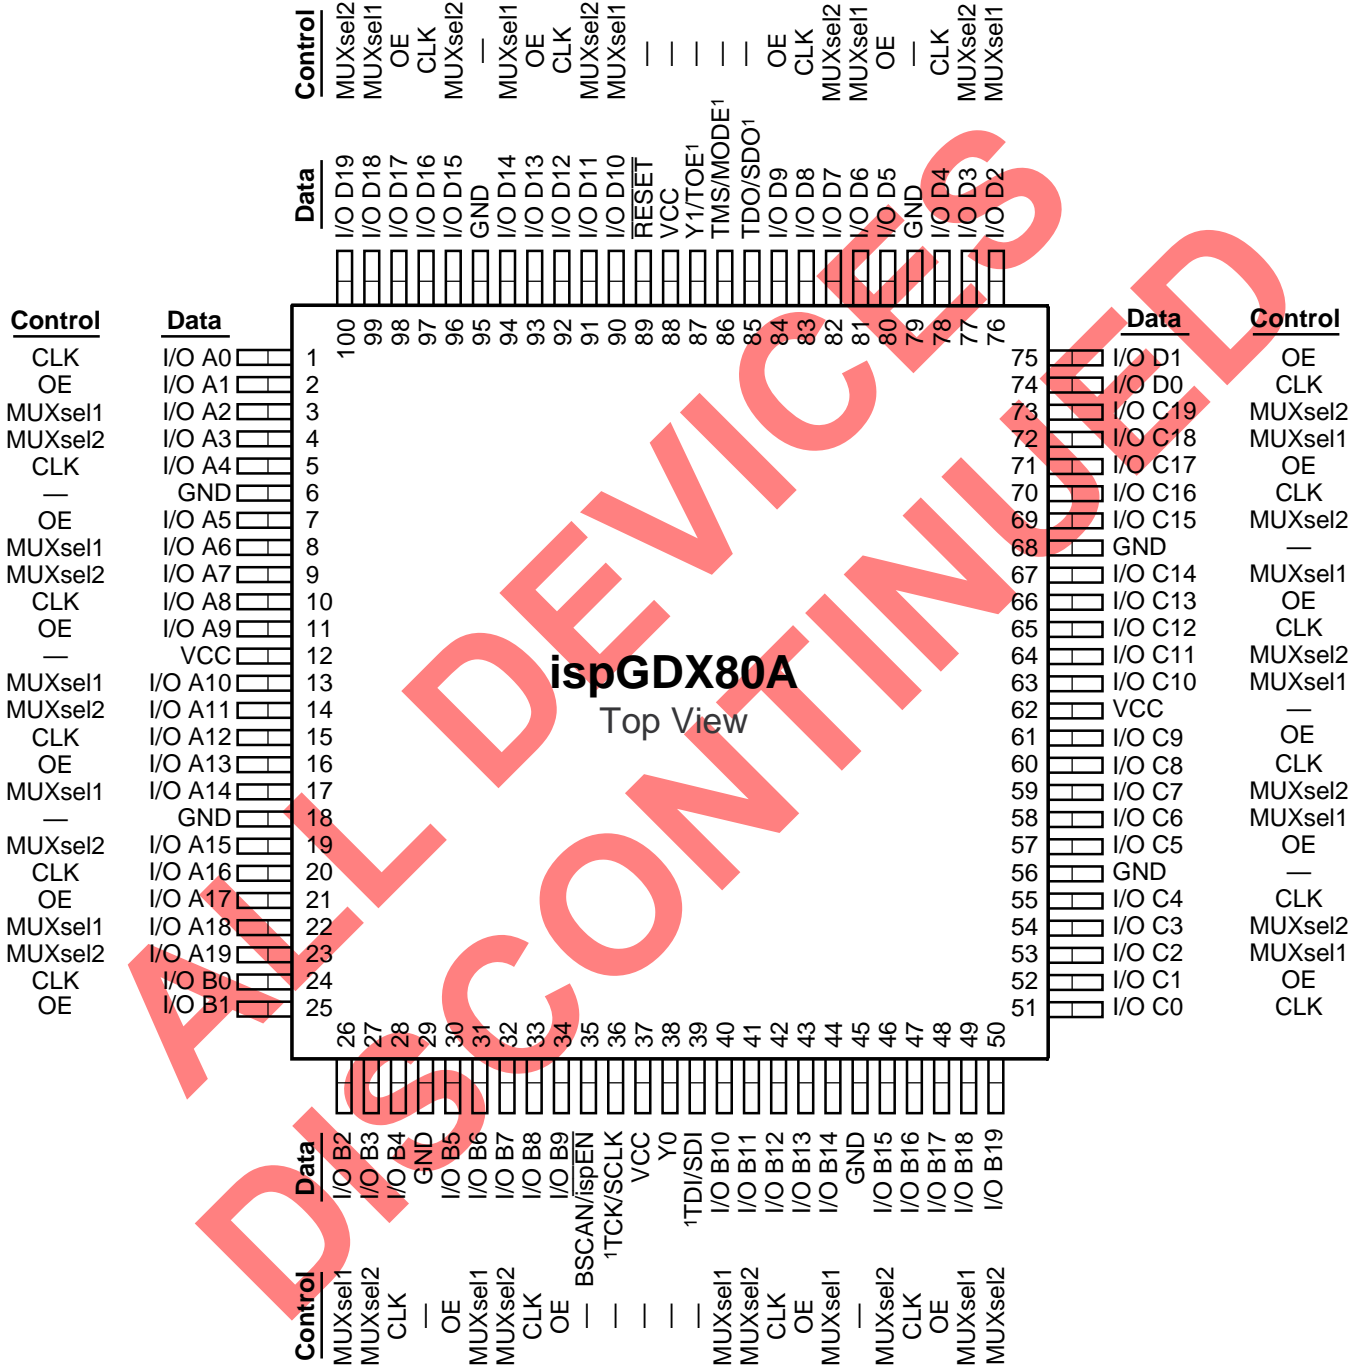 Control MUXsel2 MUXsel1 OE CLK MUXsel2 — MUXsel1 OE CLK MUXsel2 MUXsel1 — — — — — OE CLK MUXsel2 MUXsel1 OE — CLK MUXsel2 MUXsel1
Data I/O D19 I/O D18 I/O D17 I/O D16 I/O D15 GND I/O D14 I/O D13 I/O D12 I/O D11 I/O D10 RESET VCC Y1/TOE¹ TMS/MODE¹ TDO/SDO¹ I/O D9 I/O D8 I/O D7 I/O D6 I/O D5 GND I/O D4 I/O D3 I/O D2
100 99 98 97 96 95 94 93 92 91 90 89 88 87 86 85 84 83 82 81 80 79 78 77 76
Control Data Data Control
CLK I/O A0 1 75 I/O D1 OE
OE I/O A1 2 74 I/O D0 CLK
MUXsel1 I/O A2 3 73 I/O C19 MUXsel2
MUXsel2 I/O A3 4 72 I/O C18 MUXsel1
CLK I/O A4 5 71 I/O C17 OE
— GND 6 70 I/O C16 CLK
OE I/O A5 7 69 I/O C15 MUXsel2
MUXsel1 I/O A6 8 68 GND —
MUXsel2 I/O A7 9 67 I/O C14 MUXsel1
CLK I/O A8 10 66 I/O C13 OE
OE I/O A9 11 65 I/O C12 CLK
— VCC 12 64 I/O C11 MUXsel2
MUXsel1 I/O A10 13 63 I/O C10 MUXsel1
MUXsel2 I/O A11 14 62 VCC —
CLK I/O A12 15 61 I/O C9 OE
OE I/O A13 16 60 I/O C8 CLK
MUXsel1 I/O A14 17 59 I/O C7 MUXsel2
— GND 18 58 I/O C6 MUXsel1
MUXsel2 I/O A15 19 57 I/O C5 OE
CLK I/O A16 20 56 GND —
OE I/O A17 21 55 I/O C4 CLK
MUXsel1 I/O A18 22 54 I/O C3 MUXsel2
MUXsel2 I/O A19 23 53 I/O C2 MUXsel1
CLK I/O B0 24 52 I/O C1 OE
OE I/O B1 25 51 I/O C0 CLK
ispGDX80A
Top View
26 27 28 29 30 31 32 33 34 35 36 37 38 39 40 41 42 43 44 45 46 47 48 49 50
Data I/O B2 I/O B3 I/O B4 GND I/O B5 I/O B6 I/O B7 I/O B8 I/O B9 BSCAN/ispEN ¹TCK/SCLK VCC Y0 ¹TDI/SDI I/O B10 I/O B11 I/O B12 I/O B13 I/O B14 GND I/O B15 I/O B16 I/O B17 I/O B18 I/O B19
Control MUXsel1 MUXsel2 CLK — OE MUXsel1 MUXsel2 CLK OE — — — — — MUXsel1 MUXsel2 CLK OE MUXsel1 — MUXsel2 CLK OE MUXsel1 MUXsel2
ALL DEVICES
DISCONTINUED